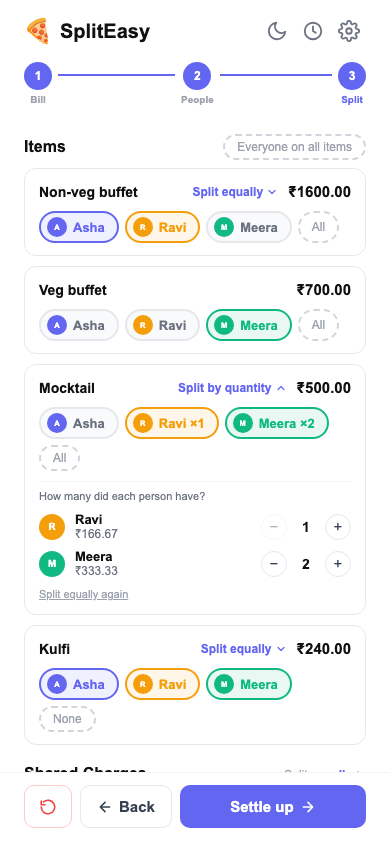 SplitEasy
1 2 3
Bill People Split
Items Everyone on all items
Non-veg buffet Split equally ₹1600.00
A Asha R Ravi M Meera All
Veg buffet ₹700.00
A Asha R Ravi M Meera All
Mocktail Split by quantity ₹500.00
A Asha R Ravi ×1 M Meera ×2
All
How many did each person have?
R Ravi − 1 +
₹166.67
M Meera − 2 +
₹333.33
Split equally again
Kulfi Split equally ₹240.00
A Asha R Ravi M Meera
None
Shared Charges
← Back Settle up →